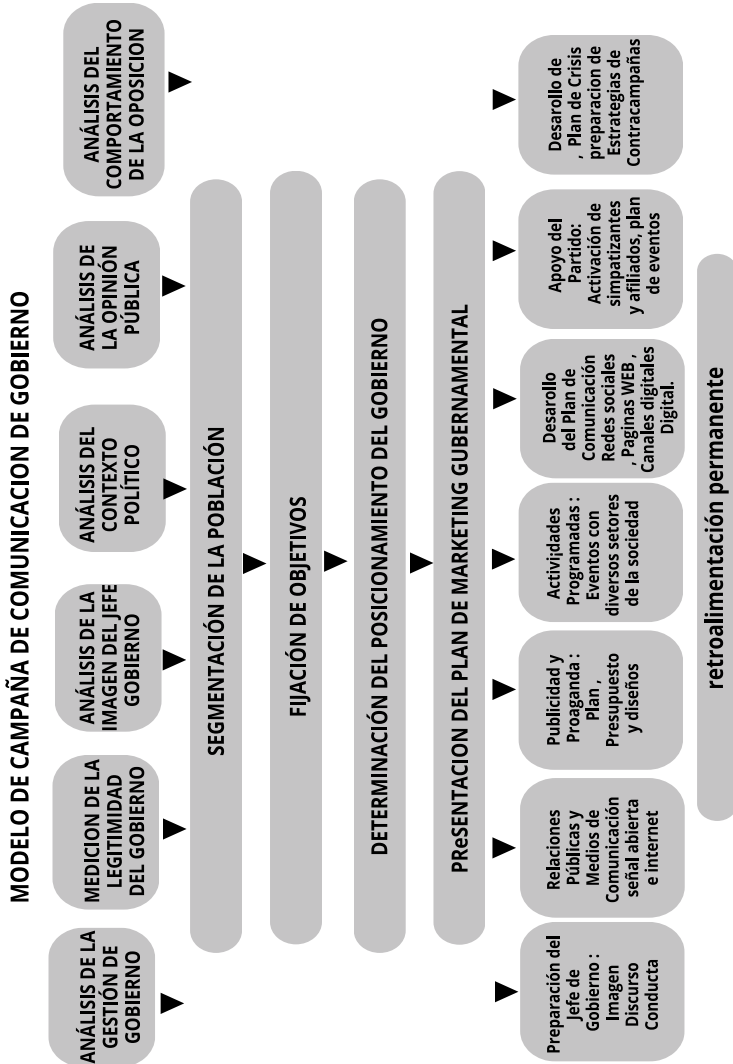 MODELO DE CAMPAÑA DE COMUNICACION DE GOBIERNO
ANÁLISIS DE LA
GESTIÓN DE
GOBIERNO
MEDICION DE LA
LEGITIMIDAD
DEL GOBIERNO
ANÁLISIS DE LA
IMAGEN DEL JEFE
GOBIERNO
ANÁLISIS DEL
CONTEXTO
POLÍTICO
ANÁLISIS DE
LA OPINIÓN
PÚBLICA
ANÁLISIS DEL
COMPORTAMIENTO
DE LA OPOSICION
SEGMENTACIÓN DE LA POBLACIÓN
FIJACIÓN DE OBJETIVOS
DETERMINACIÓN DEL POSICIONAMIENTO DEL GOBIERNO
PReSENTACION DEL PLAN DE MARKETING GUBERNAMENTAL
Preparación del
Jefe de
Gobierno :
Imagen
Discurso
Conducta
Relaciones
Públicas y
Medios de
Comunicación
señal abierta
e internet
Publicidad y
Proaganda :
Plan ,
Presupuesto
y diseños
Actividades
Programadas :
Eventos con
diversos setores
de la sociedad
Desarollo
del Plan de
Comunicación
Redes sociales
, Paginas WEB ,
Canales digitales
Digital.
Apoyo del
Partido:
Activación de
simpatizantes
y afiliados, plan
de eventos
Desarollo de
, Plan de Crisis
preparacion de
Estrategias de
Contracampañas
retroalimentación permanente